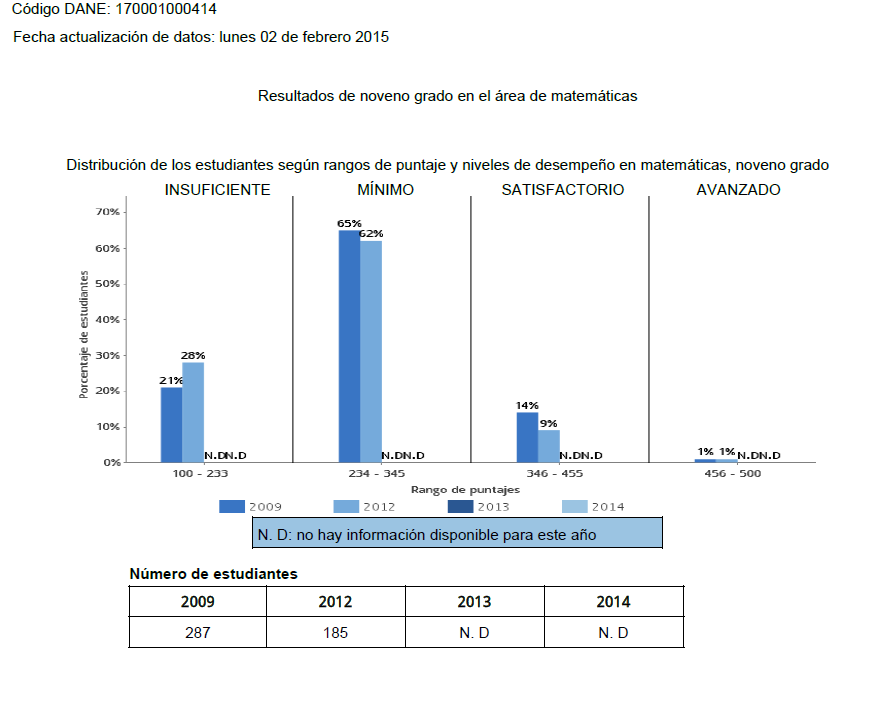 Código DANE: 170001000414
Fecha actualización de datos: lunes 02 de febrero 2015
Resultados de noveno grado en el área de matemáticas
Distribución de los estudiantes según rangos de puntaje y niveles de desempeño en matemáticas, noveno grado
INSUFICIENTE MÍNIMO SATISFACTORIO AVANZADO
Porcentaje de estudiantes
70%
60%
50%
40%
30%
20%
10%
0%
21% 28% N.D N.D
65% 62% N.D N.D
14% 9% N.D N.D
1% 1% N.D N.D
100 - 233 234 - 345 346 - 455 456 - 500
Rango de puntajes
2009 2012 2013 2014
N. D: no hay información disponible para este año
Número de estudiantes
2009 2012 2013 2014
287 185 N. D N. D